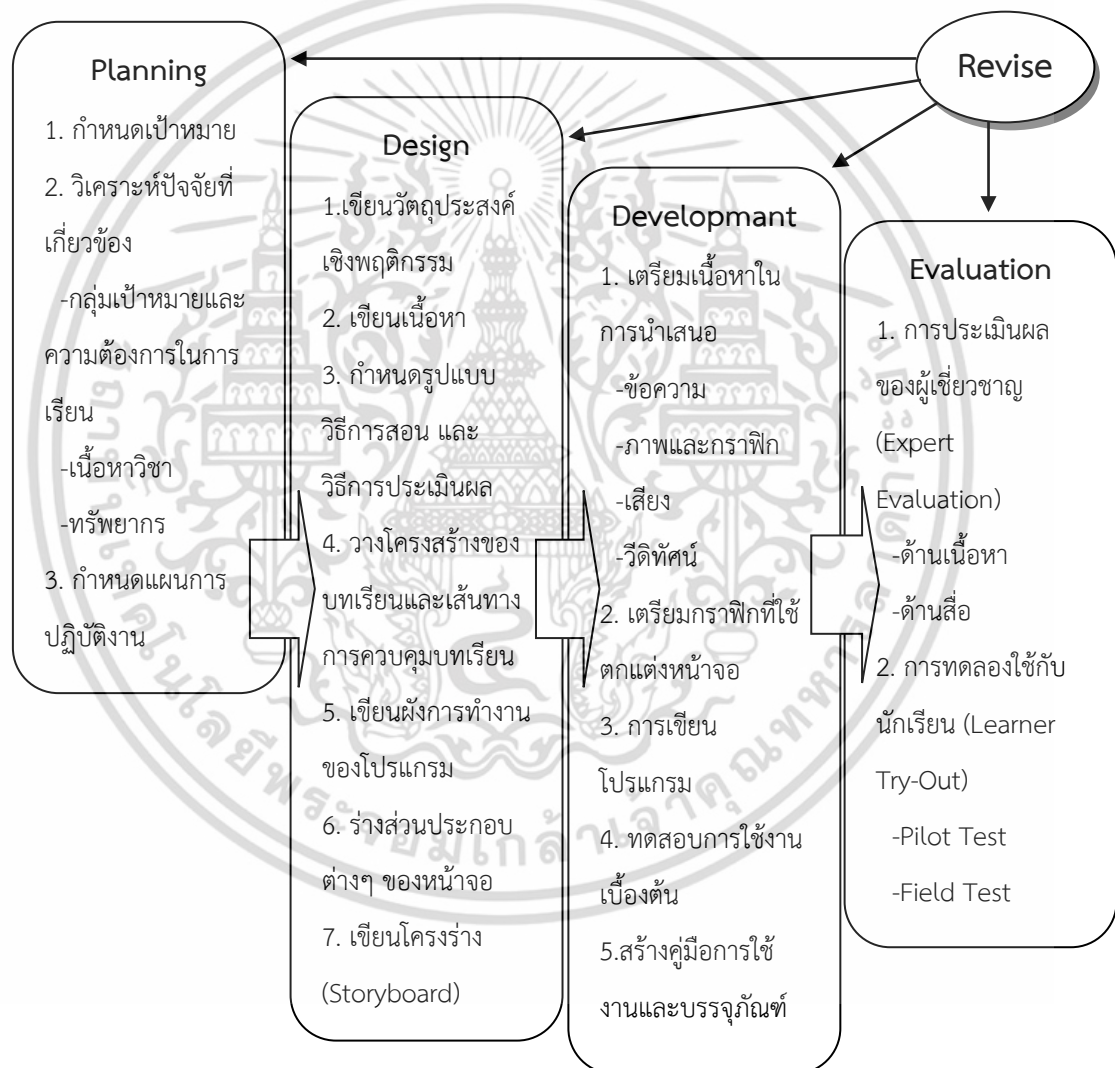 Revise
Planning
1. กำหนดเป้าหมาย
2. วิเคราะห์ปัจจัยที่
เกี่ยวข้อง
-กลุ่มเป้าหมายและ
ความต้องการในการ
เรียน
-เนื้อหาวิชา
-ทรัพยากร
3. กำหนดแผนการ
ปฏิบัติงาน
Design
1.เขียนวัตถุประสงค์
เชิงพฤติกรรม
2. เขียนเนื้อหา
3. กำหนดรูปแบบ
วิธีการสอน และ
วิธีการประเมินผล
4. วางโครงสร้างของ
บทเรียนและเส้นทาง
การควบคุมบทเรียน
5. เขียนผังการทำงาน
ของโปรแกรม
6. ร่างส่วนประกอบ
ต่างๆ ของหน้าจอ
7. เขียนโครงร่าง
(Storyboard)
Developmant
1. เตรียมเนื้อหาใน
การนำเสนอ
-ข้อความ
-ภาพและกราฟิก
-เสียง
-วีดิทัศน์
2. เตรียมกราฟิกที่ใช้
ตกแต่งหน้าจอ
3. การเขียน
โปรแกรม
4. ทดสอบการใช้งาน
เบื้องต้น
5.สร้างคู่มือการใช้
งานและบรรจุภัณฑ์
Evaluation
1. การประเมินผล
ของผู้เชี่ยวชาญ
(Expert
Evaluation)
-ด้านเนื้อหา
-ด้านสื่อ
2. การทดลองใช้กับ
นักเรียน (Learner
Try-Out)
-Pilot Test
-Field Test